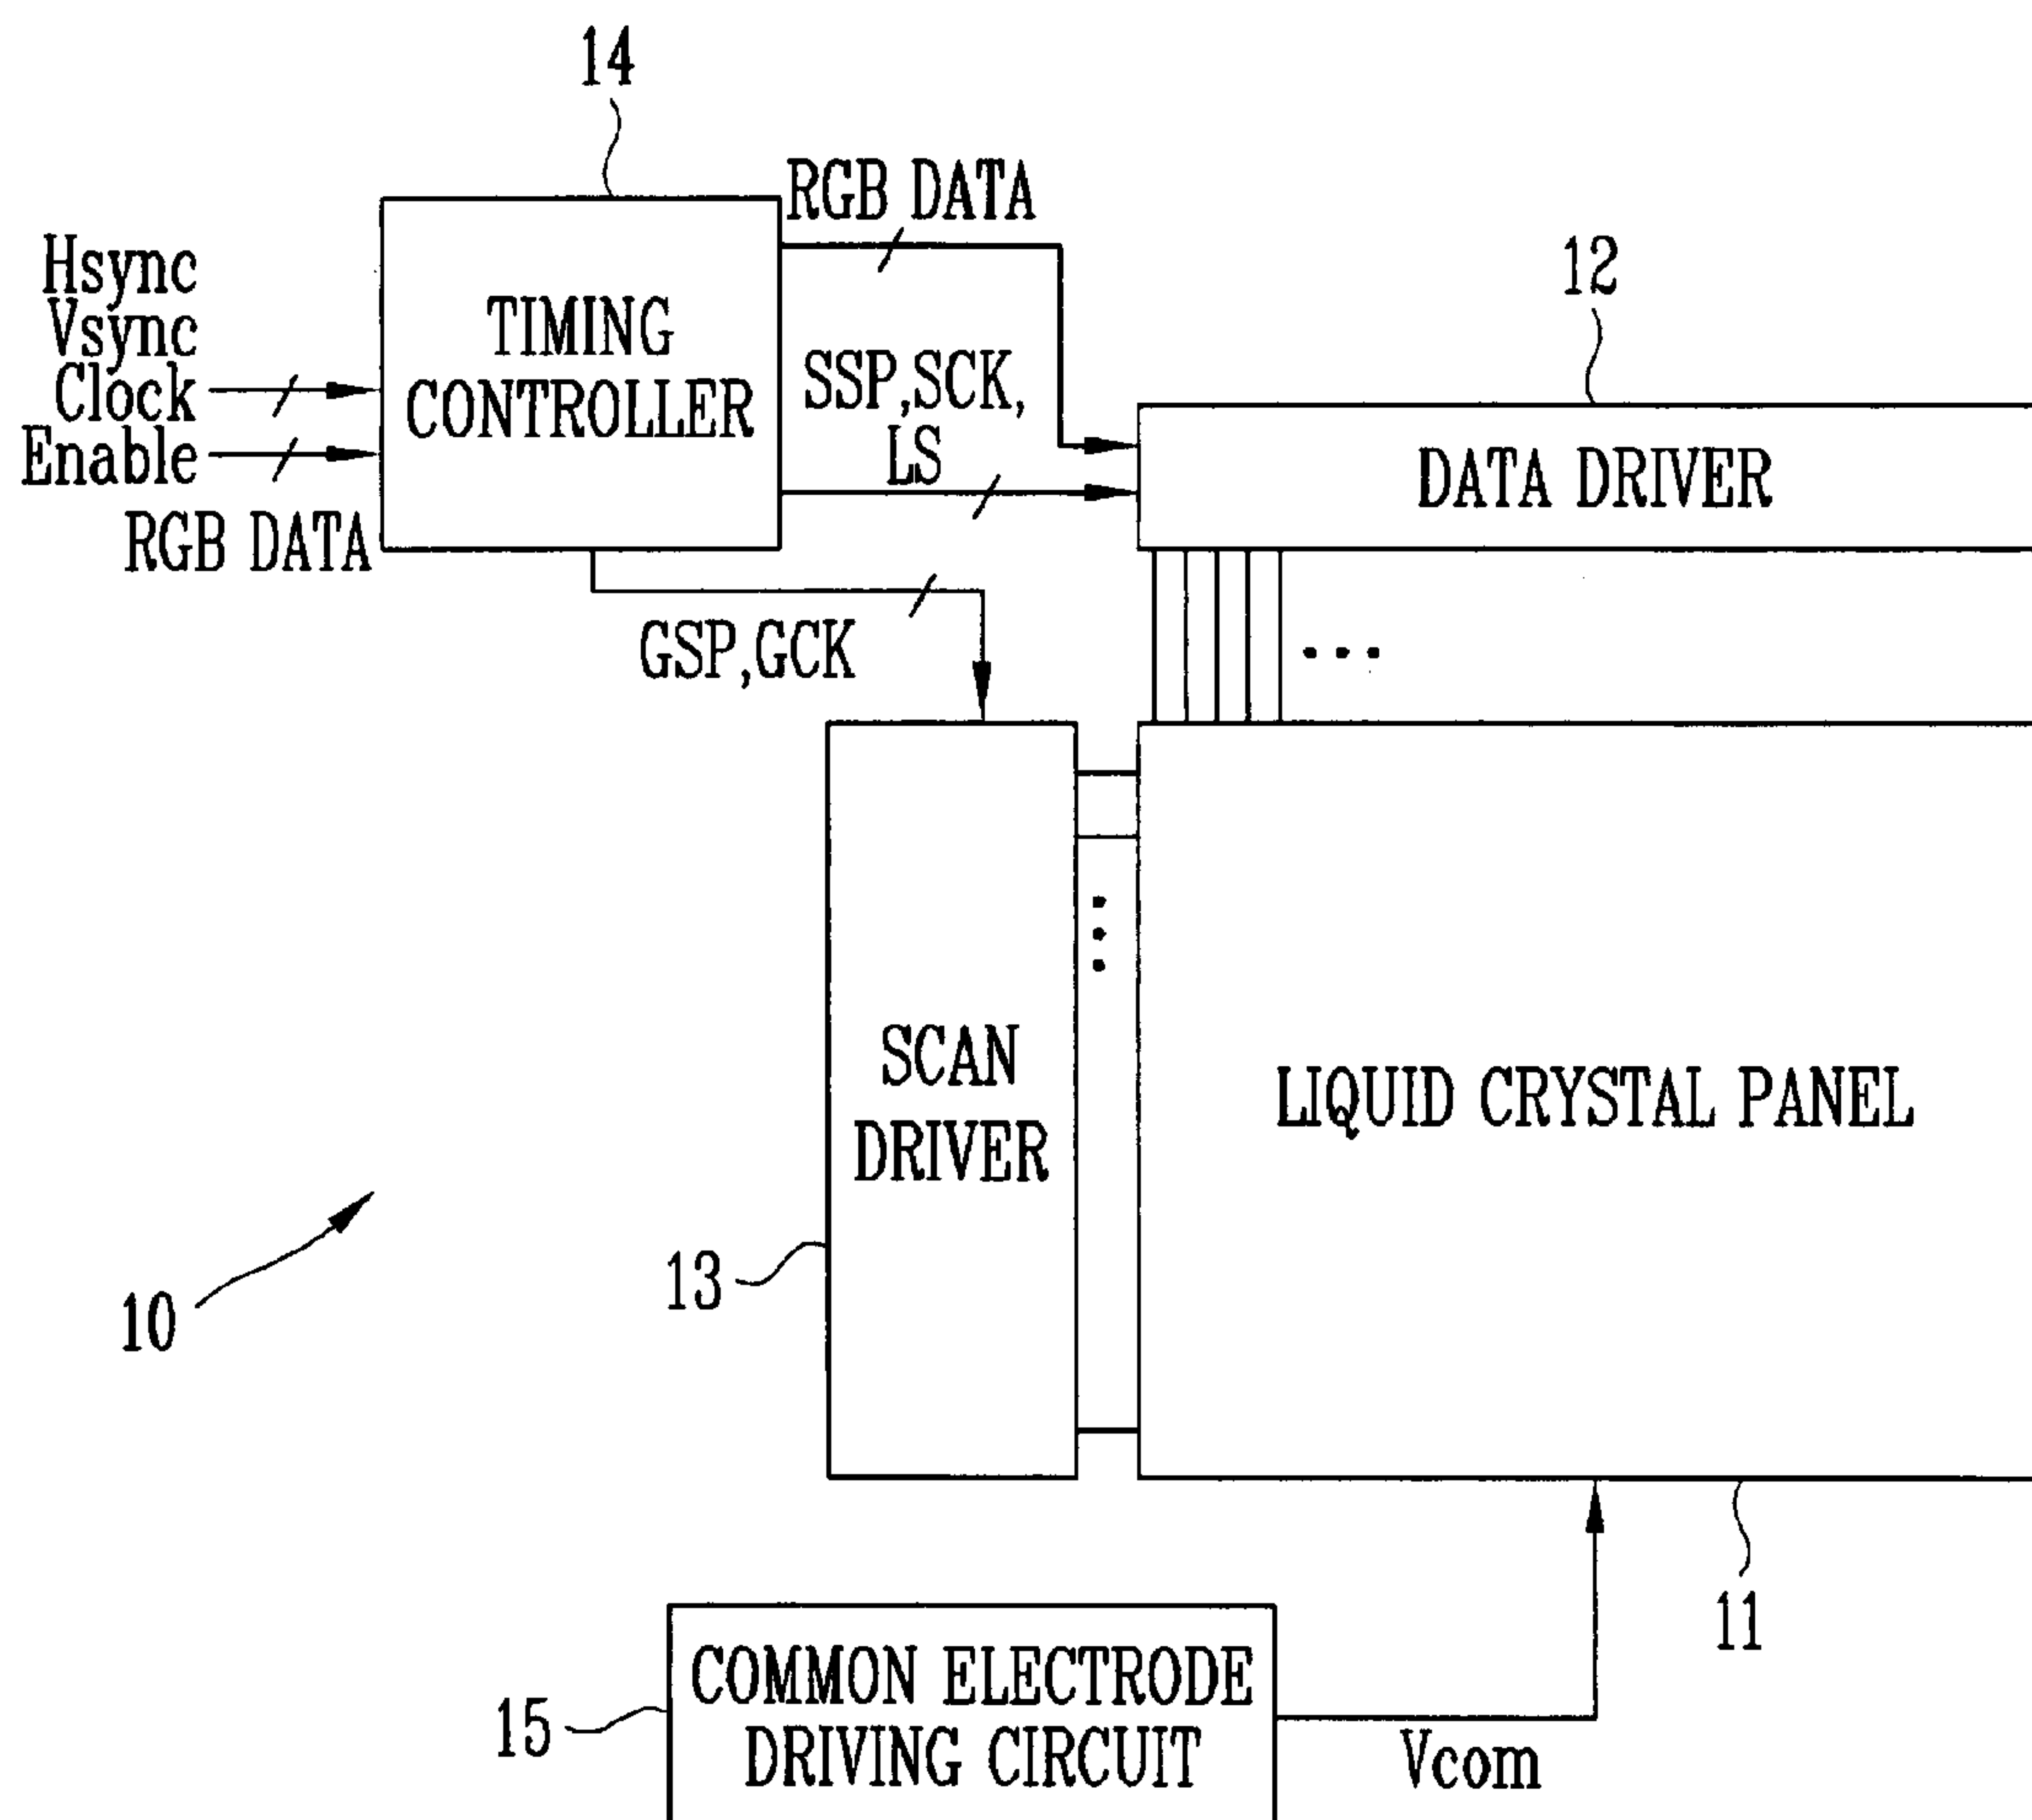 14
RGB DATA
Hsync
Vsync
Clock
Enable
RGB DATA
TIMING
CONTROLLER
SSP,SCK,
LS
12
DATA DRIVER
GSP,GCK
SCAN
DRIVER
LIQUID CRYSTAL PANEL
13
10
11
15
COMMON ELECTRODE
DRIVING CIRCUIT
Vcom